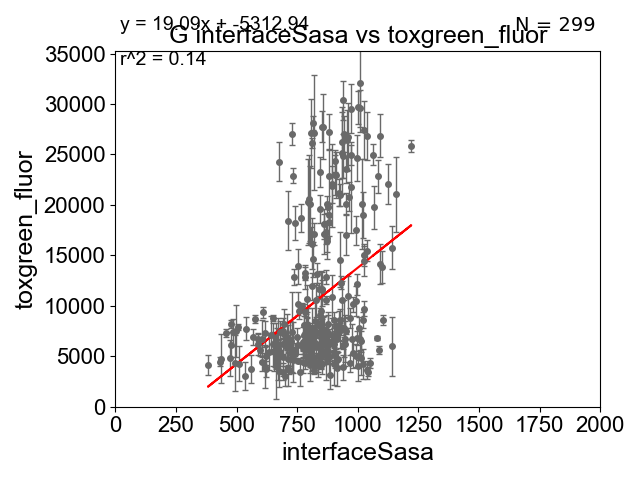 y = 19.09x + -5312.94
N = 299
G interfaceSasa vs toxgreen_fluor
r^2 = 0.14
35000
30000
25000
20000
15000
10000
5000
0
toxgreen_fluor
0 250 500 750 1000 1250 1500 1750 2000
interfaceSasa